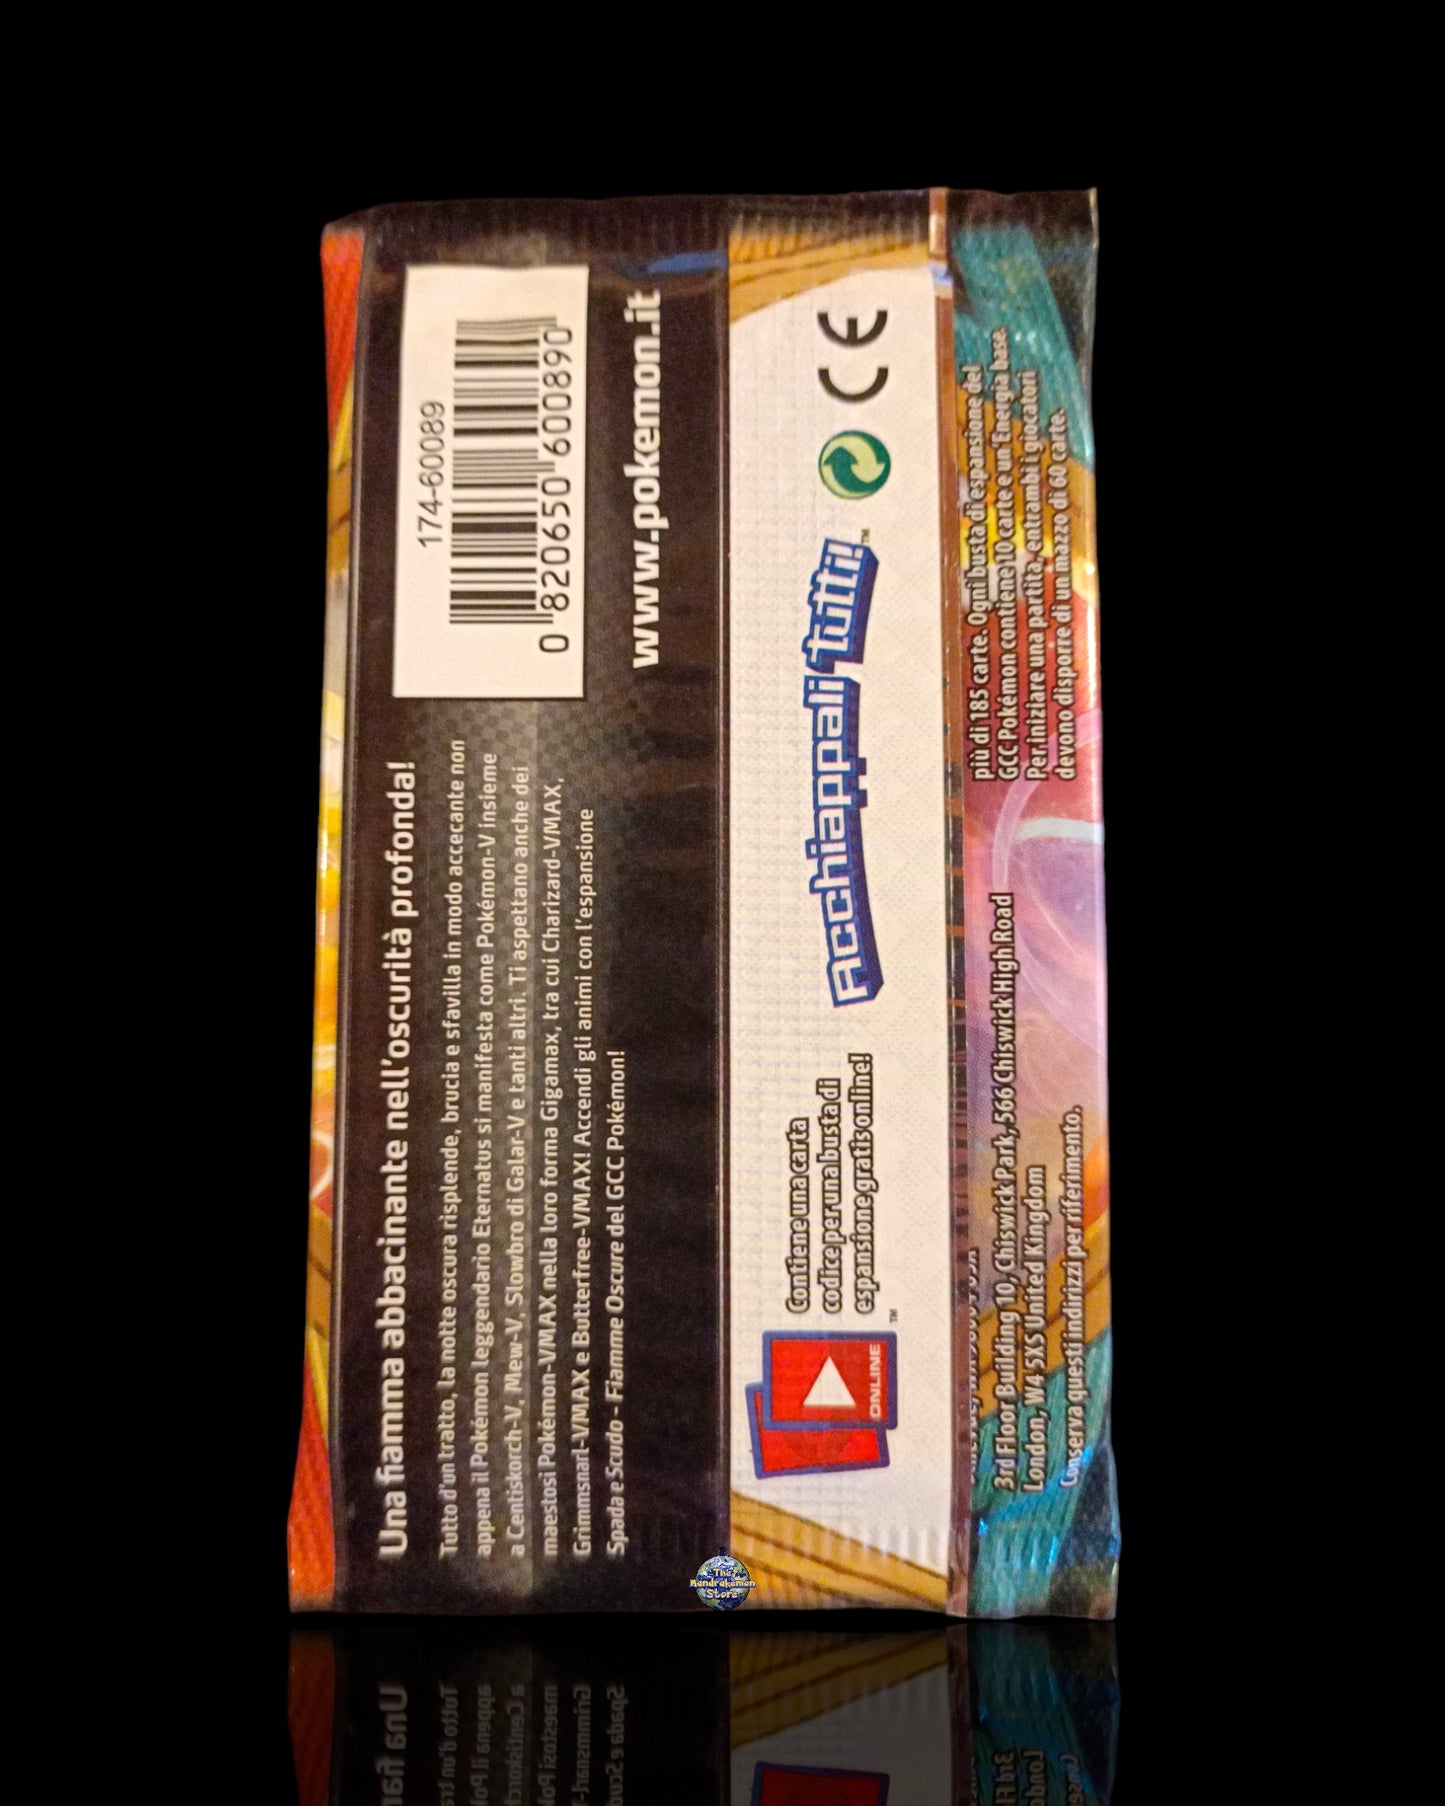 Una fiamma abbacinante nell'oscurità profonda!
Tutto d'un tratto, la notte oscura risplende, brucia e sfavilla in modo accecante non
appena il Pokémon leggendario Eternatus si manifesta come Pokémon-V insieme
a Centiskorch-V, Mew-V, Slowbro di Galar-V e tanti altri. Ti aspettano anche dei
maestosi Pokémon-VMAX nella loro forma Gigamax, tra cui Charizard-VMAX,
Grimmsnarl-VMAX e Butterfree-VMAX! Accendi gli animi con l'espansione
Spada e Scudo - Fiamme Oscure del GCC Pokémon!
174-60089
0 820650 600890
www.pokemon.it
ONLINE
TM
Contiene una carta
codice per una busta di
espansione gratis online!
Acchiappali tutti!
TM
CE
3rd Floor Building 10, Chiswick Park, 566 Chiswick High Road
London, W4 5XS United Kingdom
Conserva questi indirizzi per riferimento.
più di 185 carte. Ogni busta di espansione del
GCC Pokémon contiene 10 carte e un'Energia base.
Per iniziare una partita, entrambi i giocatori
devono disporre di un mazzo di 60 carte.
The
Mandrakemon
Store